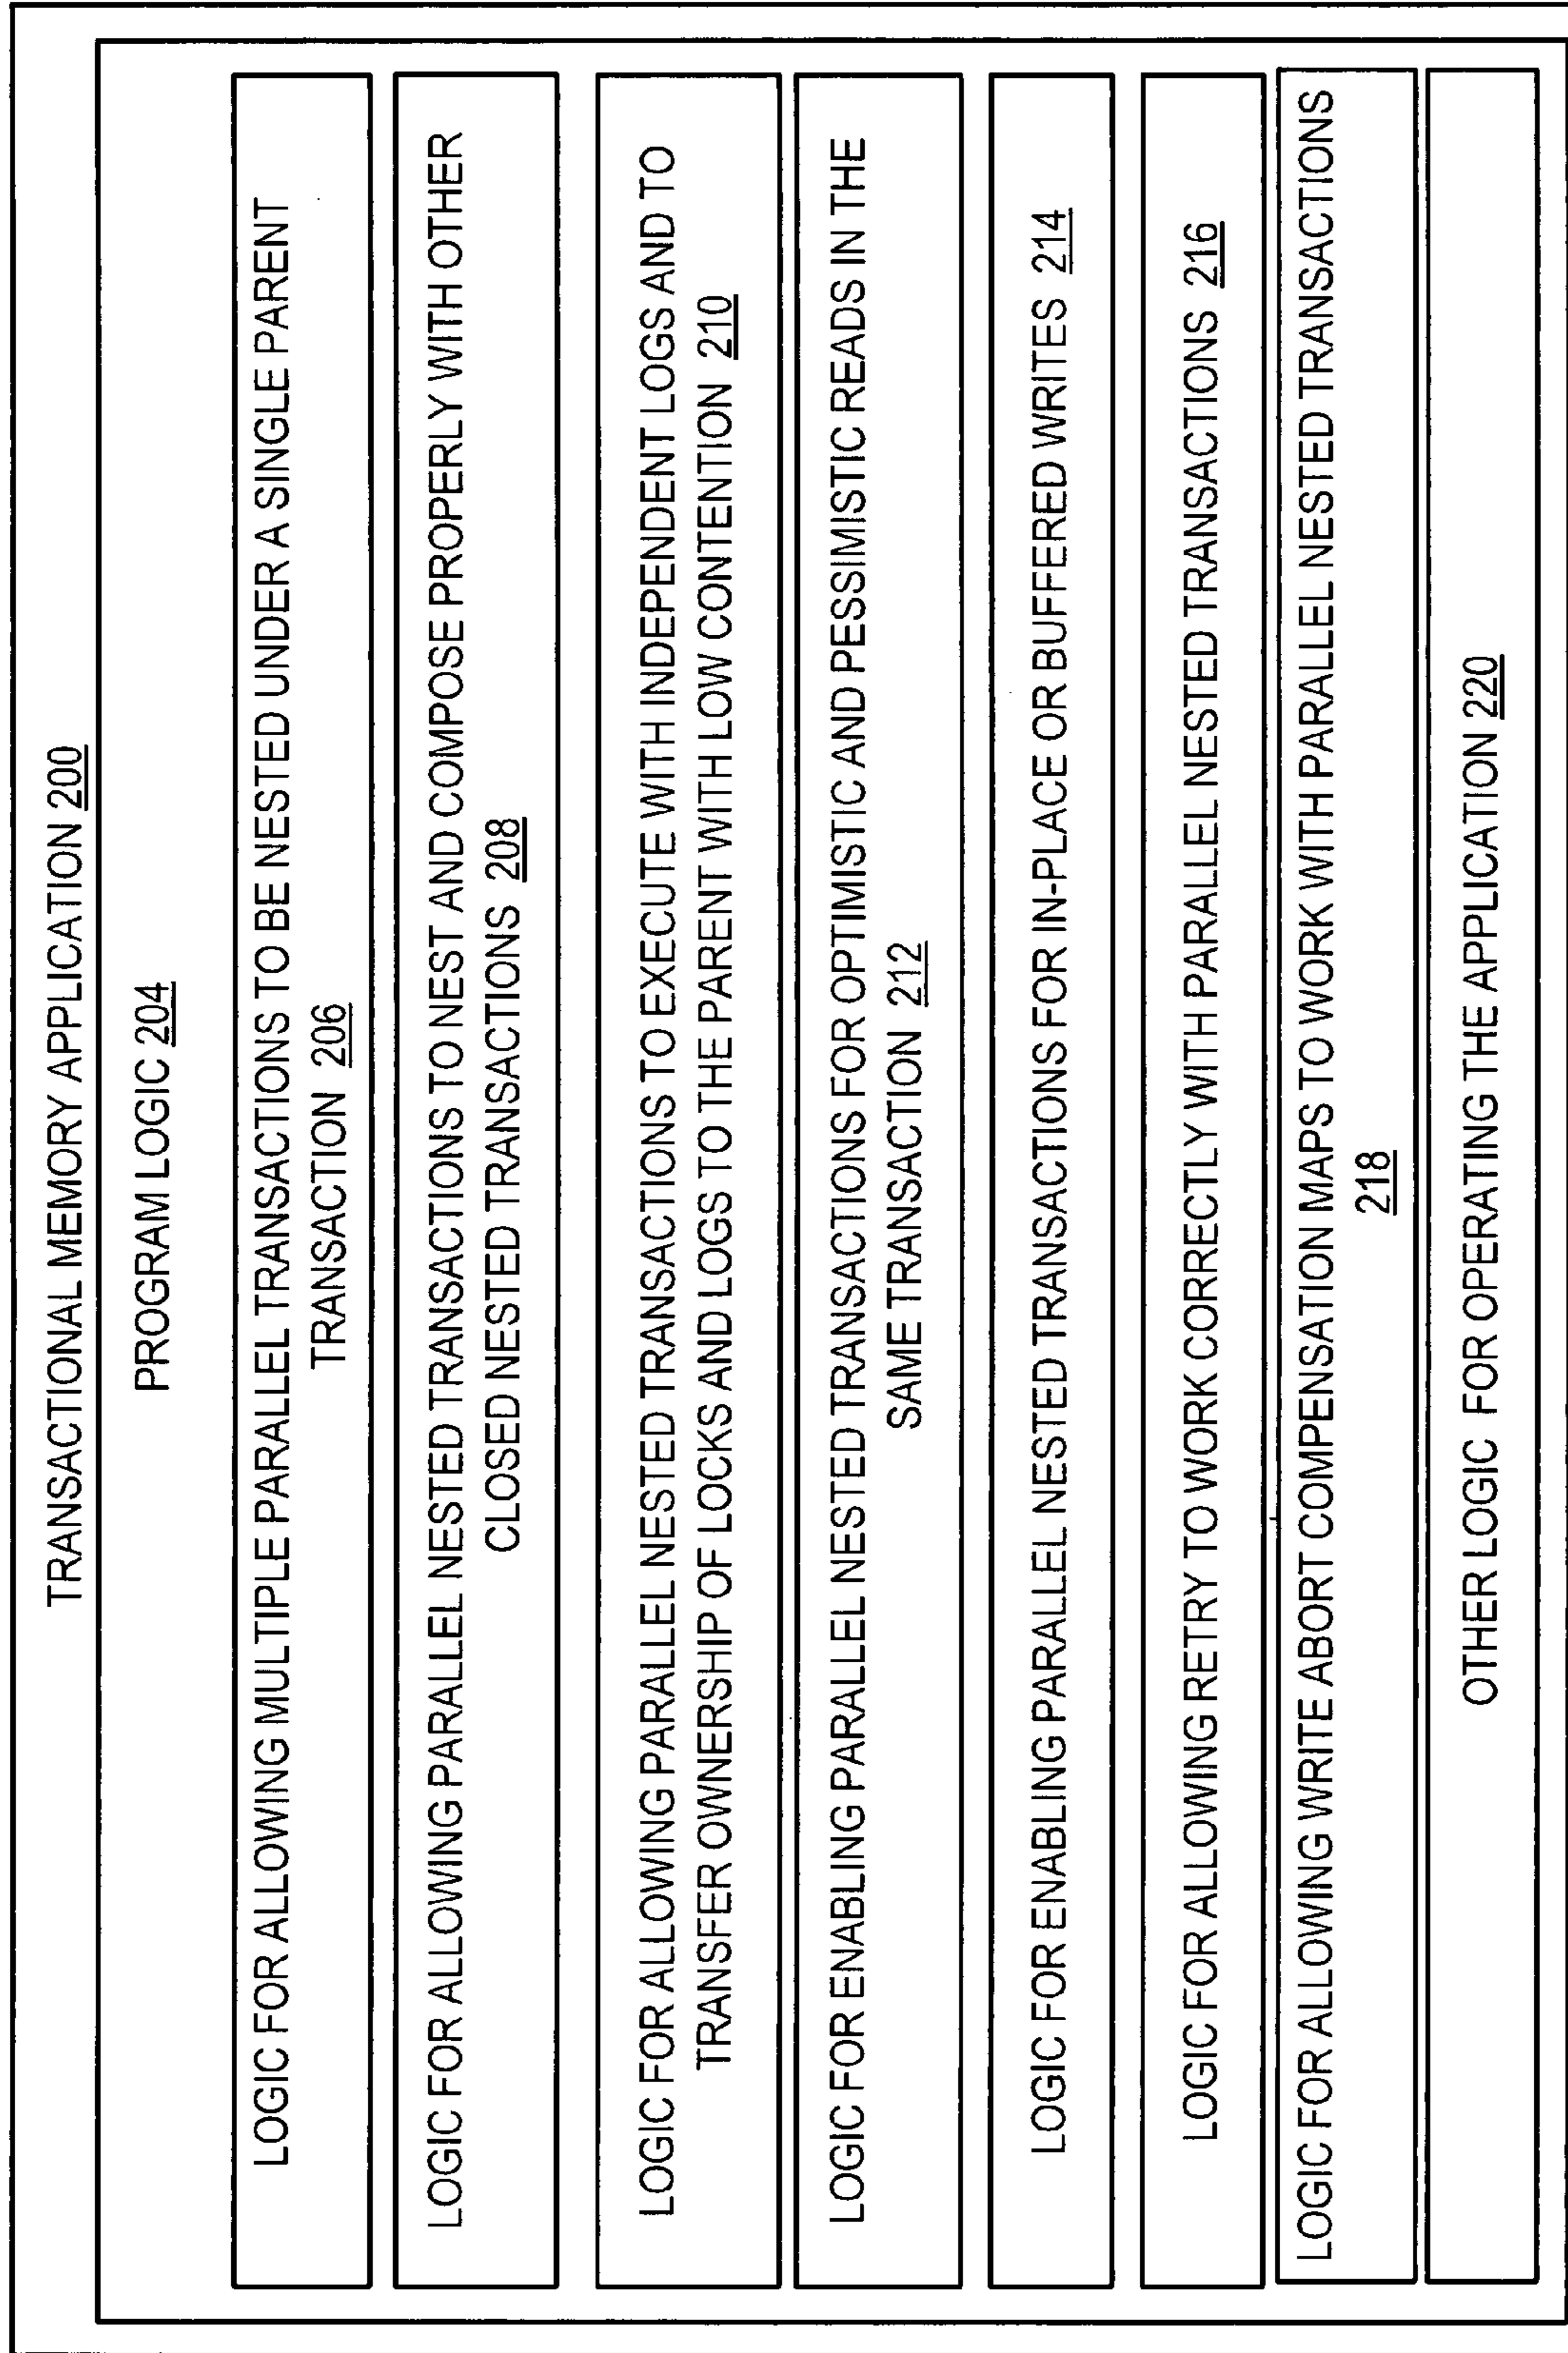 TRANSACTIONAL MEMORY APPLICATION 200
PROGRAM LOGIC 204
LOGIC FOR ALLOWING MULTIPLE PARALLEL TRANSACTIONS TO BE NESTED UNDER A SINGLE PARENT
TRANSACTION 206
LOGIC FOR ALLOWING PARALLEL NESTED TRANSACTIONS TO NEST AND COMPOSE PROPERLY WITH OTHER
CLOSED NESTED TRANSACTIONS 208
LOGIC FOR ALLOWING PARALLEL NESTED TRANSACTIONS TO EXECUTE WITH INDEPENDENT LOGS AND TO
TRANSFER OWNERSHIP OF LOCKS AND LOGS TO THE PARENT WITH LOW CONTENTION 210
LOGIC FOR ENABLING PARALLEL NESTED TRANSACTIONS FOR OPTIMISTIC AND PESSIMISTIC READS IN THE
SAME TRANSACTION 212
LOGIC FOR ENABLING PARALLEL NESTED TRANSACTIONS FOR IN-PLACE OR BUFFERED WRITES 214
LOGIC FOR ALLOWING RETRY TO WORK CORRECTLY WITH PARALLEL NESTED TRANSACTIONS 216
LOGIC FOR ALLOWING WRITE ABORT COMPENSATION MAPS TO WORK WITH PARALLEL NESTED TRANSACTIONS
218
OTHER LOGIC FOR OPERATING THE APPLICATION 220